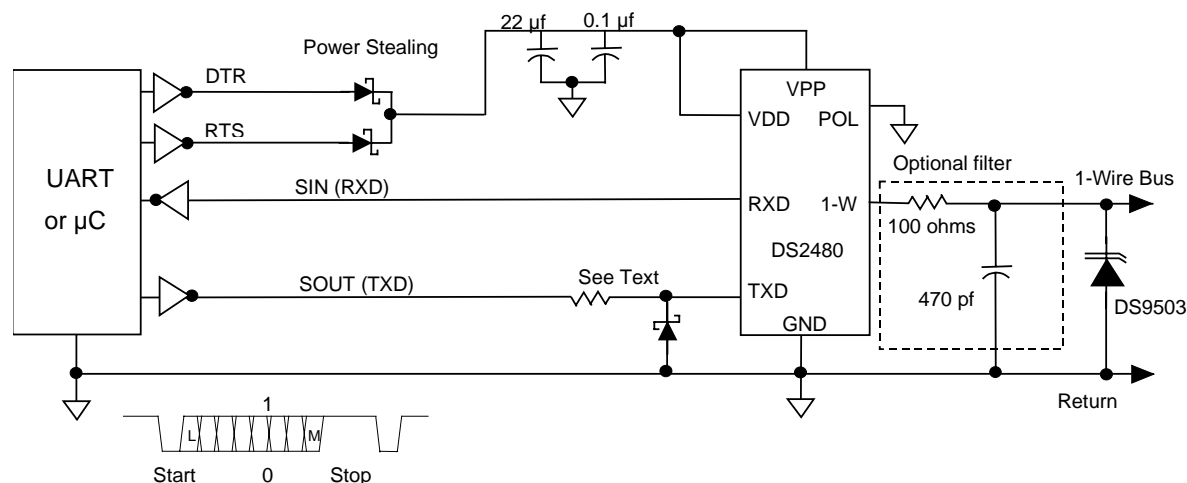 22 µf 0.1 µf
Power Stealing
DTR
VPP
VDD POL
RTS
Optional filter
UART
or µC
SIN (RXD)
1-Wire Bus
RXD 1-W
100 ohms
DS2480
See Text
SOUT (TXD)
TXD
470 pf
DS9503
GND
Return
1
L M
Start 0 Stop